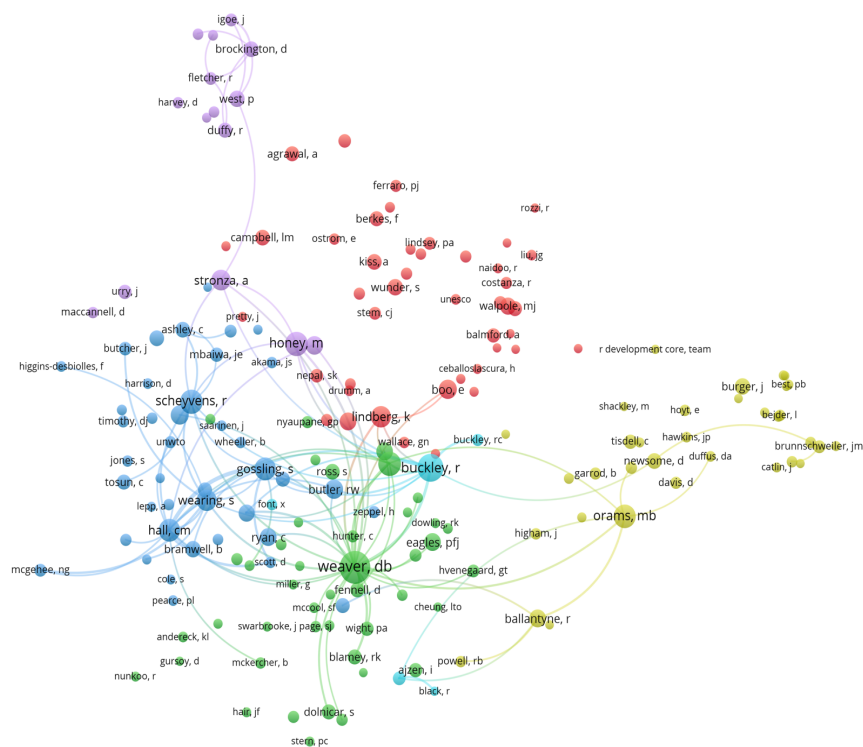 igoe, j
brockington, d
fletcher, r
harvey, d
west, p
duffy, r
agrawal, a
ferraro, pj
rozzi, r
berkes, f
campbell, lm
ostrom, e
lindsey, pa
liu, jg
kiss, a
naidoo, r
stronza, a
costanza, r
urry, j
wunder, s
unesco
maccannell, d
walpole, mj
stem, cj
pretty, j
ashley, c
balmford, a
honey, m
butcher, j
mbaiwa, je
r development core, team
akama, js
higgins-desbiolles, f
ceballoslascura, h
nepal, sk
harrison, d
drumm, a
boo, e
burger, j
best, pb
scheyvens, r
shackley, m
hoyt, e
bejder, l
timothy, dj
saarinen, j
nyaupane, gp
lindberg, k
unwto
wheeller, b
wallace, gn
buckley, rc
tisdell, c
hawkins, jp
brunnschweiler, jm
jones, s
gossling, s
ross, s
buckley, r
newsome, d
duffus, da
garrod, b
catlin, j
tosun, c
davis, d
butler, rw
lepp, a
wearing, s
font, x
zeppel, h
orams, mb
dowling, rk
hall, cm
ryan, c
hunter, c
eagles, pfj
higham, j
bramwell, b
scott, d
weaver, db
mcgehee, ng
hvenegaard, gt
cole, s
miller, g
fennell, d
pearce, pl
mccool, sf
cheung, lto
ballantyne, r
swarbrooke, j
page, sj
wight, pa
andereck, kl
blamey, rk
gursoy, d
mckercher, b
powell, rb
nunkoo, r
ajzen, i
black, r
hair, jf
dolnicar, s
stern, pc